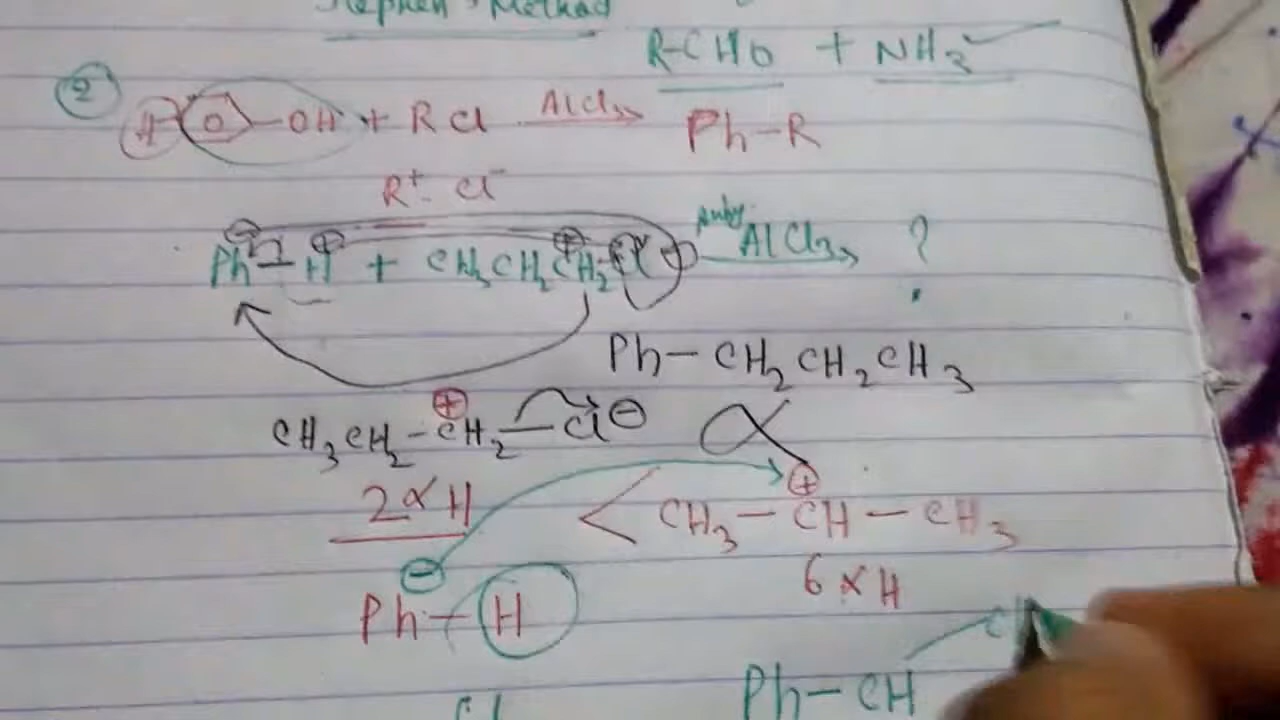 Stephen's Method
R-CHO + NH3
② H-OH + RCl AlCl3 Ph-R
R+ Cl-
Ph-H + CH3CH2CH2Cl AlCl3 ?
Ph-CH2CH2CH3
CH3CH2-CH2-Cl
2αH < CH3-CH-CH3
6αH
Ph-H
Ph-CH
Cl